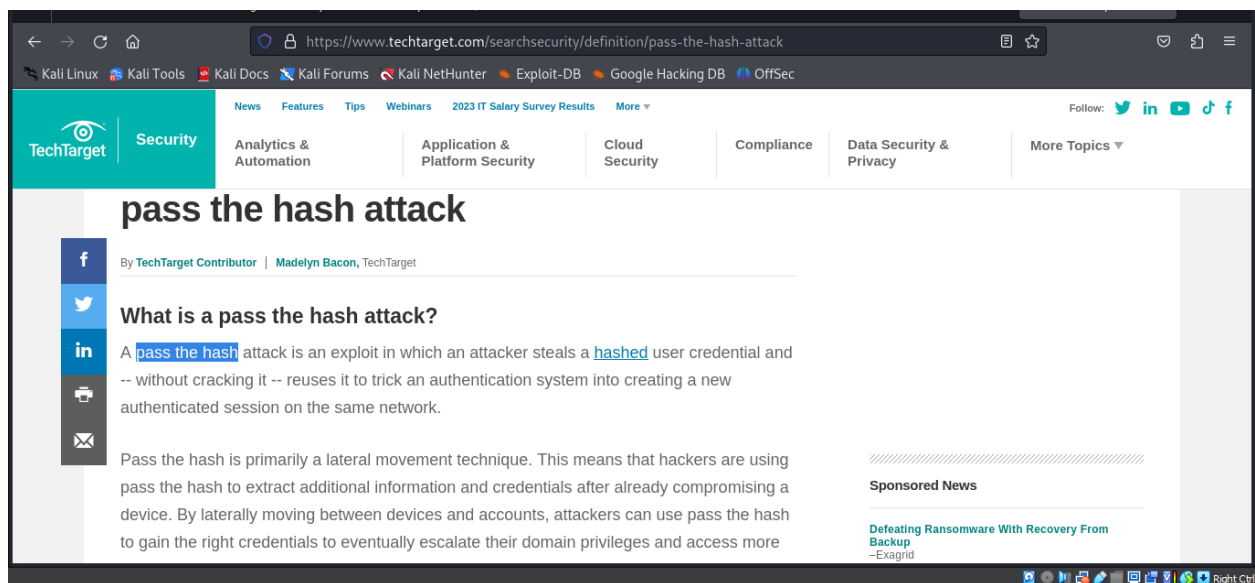 https://www.techtarget.com/searchsecurity/definition/pass-the-hash-attack
Kali Linux Kali Tools Kali Docs Kali Forums Kali NetHunter Exploit-DB Google Hacking DB OffSec
News Features Tips Webinars 2023 IT Salary Survey Results More
Follow:
TechTarget
Security
Analytics &
Automation
Application &
Platform Security
Cloud
Security
Compliance
Data Security &
Privacy
More Topics
pass the hash attack
By TechTarget Contributor | Madelyn Bacon, TechTarget
What is a pass the hash attack?
A pass the hash attack is an exploit in which an attacker steals a hashed user credential and
-- without cracking it -- reuses it to trick an authentication system into creating a new
authenticated session on the same network.
Pass the hash is primarily a lateral movement technique. This means that hackers are using
pass the hash to extract additional information and credentials after already compromising a
device. By laterally moving between devices and accounts, attackers can use pass the hash
to gain the right credentials to eventually escalate their domain privileges and access more
Sponsored News
Defeating Ransomware With Recovery From
Backup
–Exagrid
Right Ctrl